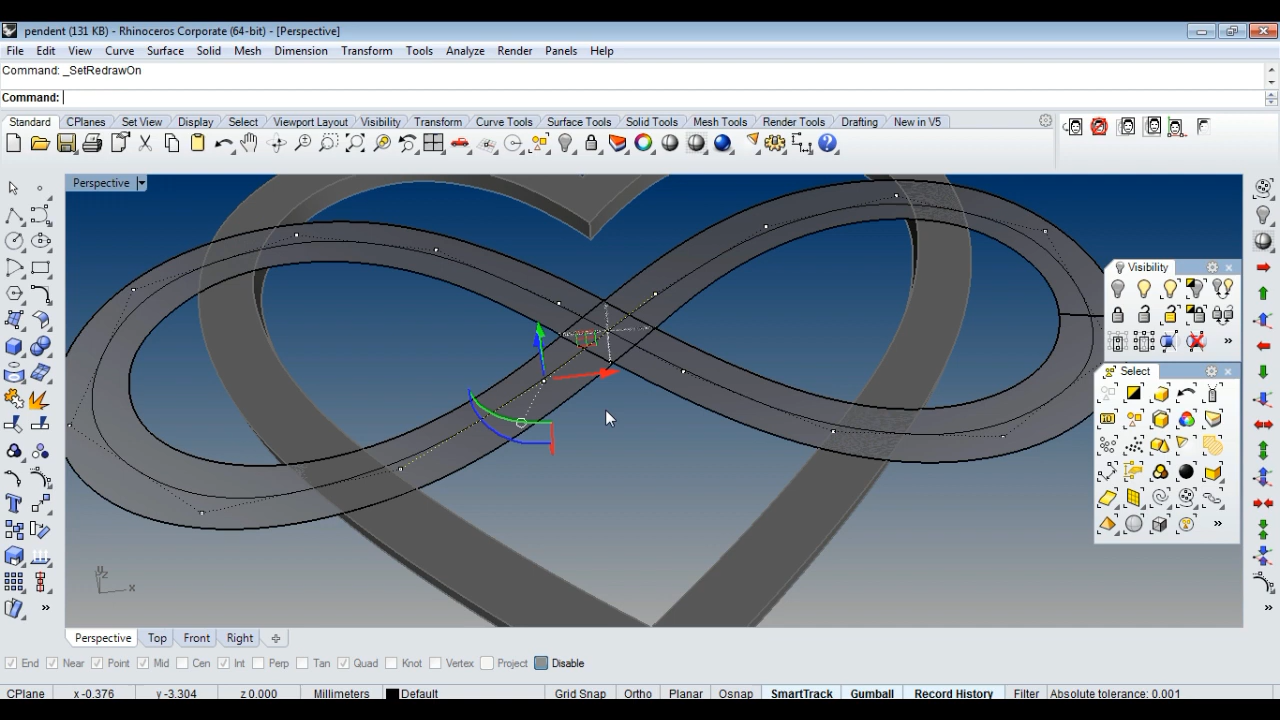 pendent (131 KB) - Rhinoceros Corporate (64-bit) - [Perspective]
File Edit View Curve Surface Solid Mesh Dimension Transform Tools Analyze Render Panels Help
Command: _SetRedrawOn
Command:
Standard CPlanes Set View Display Select Viewport Layout Visibility Transform Curve Tools Surface Tools Solid Tools Mesh Tools Render Tools Drafting New in V5
Perspective
Visibility
Select
z x
Perspective Top Front Right
End Near Point Mid Cen Int Perp Tan Quad Knot Vertex Project Disable
CPlane x -0.376 y -3.304 z 0.000 Millimeters Default Grid Snap Ortho Planar Osnap SmartTrack Gumball Record History Filter Absolute tolerance: 0.001